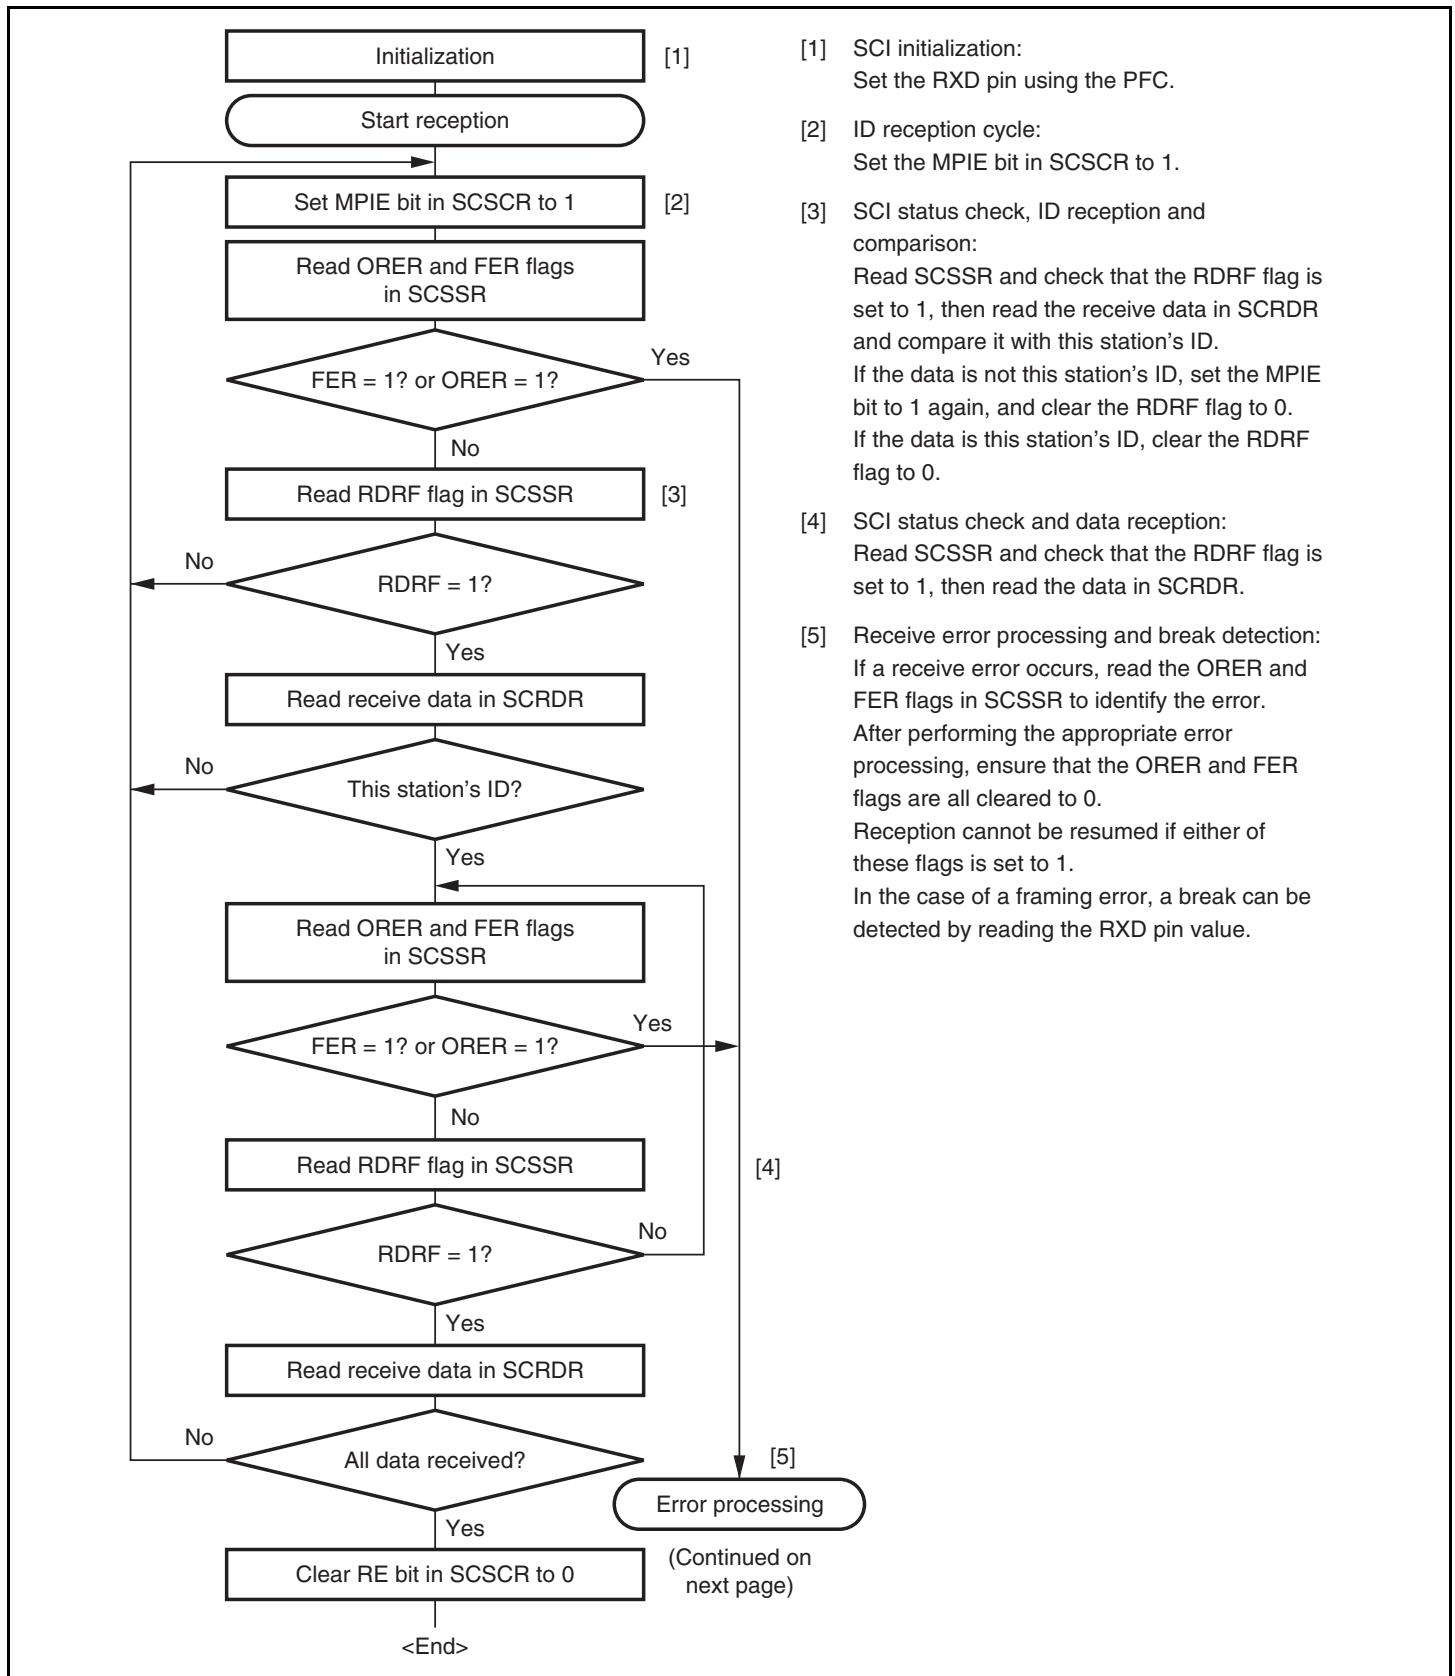 Initialization
[1]
Start reception
Set MPIE bit in SCSCR to 1
[2]
Read ORER and FER flags
in SCSSR
FER = 1? or ORER = 1?
Yes
No
Read RDRF flag in SCSSR
[3]
No
RDRF = 1?
Yes
Read receive data in SCRDR
No
This station's ID?
Yes
Read ORER and FER flags
in SCSSR
FER = 1? or ORER = 1?
Yes
No
Read RDRF flag in SCSSR
[4]
RDRF = 1?
No
Yes
Read receive data in SCRDR
No
All data received?
[5]
Error processing
(Continued on
next page)
Yes
Clear RE bit in SCSCR to 0
<End>
[1] SCI initialization:
Set the RXD pin using the PFC.
[2] ID reception cycle:
Set the MPIE bit in SCSCR to 1.
[3] SCI status check, ID reception and
comparison:
Read SCSSR and check that the RDRF flag is
set to 1, then read the receive data in SCRDR
and compare it with this station's ID.
If the data is not this station's ID, set the MPIE
bit to 1 again, and clear the RDRF flag to 0.
If the data is this station's ID, clear the RDRF
flag to 0.
[4] SCI status check and data reception:
Read SCSSR and check that the RDRF flag is
set to 1, then read the data in SCRDR.
[5] Receive error processing and break detection:
If a receive error occurs, read the ORER and
FER flags in SCSSR to identify the error.
After performing the appropriate error
processing, ensure that the ORER and FER
flags are all cleared to 0.
Reception cannot be resumed if either of
these flags is set to 1.
In the case of a framing error, a break can be
detected by reading the RXD pin value.